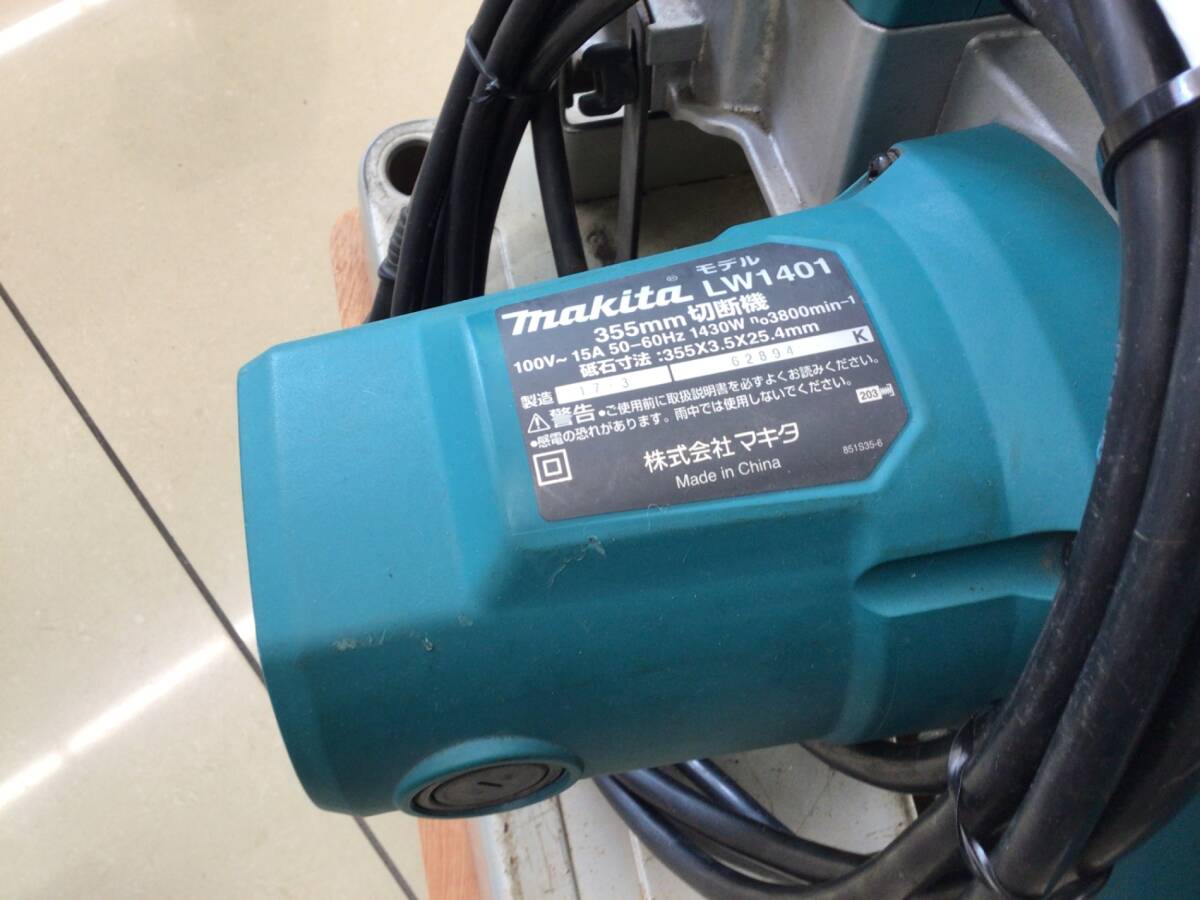 モデル
makita® LW1401
355mm 切断機
100V～ 15A 50-60Hz 1430W n₀3800min⁻¹
砥石寸法 :355X3.5X25.4mm
製造 17・3 62894 K
⚠警告 •ご使用前に取扱説明書を必ずよくお読みください。
•感電の恐れがあります。雨中では使用しないでください。
203
株式会社マキタ
851S35-6
Made in China